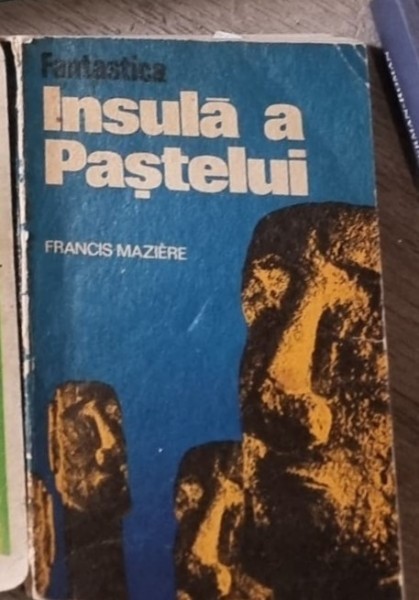 Fantastica
Insulă a
Paştelui
FRANCIS MAZIÈRE